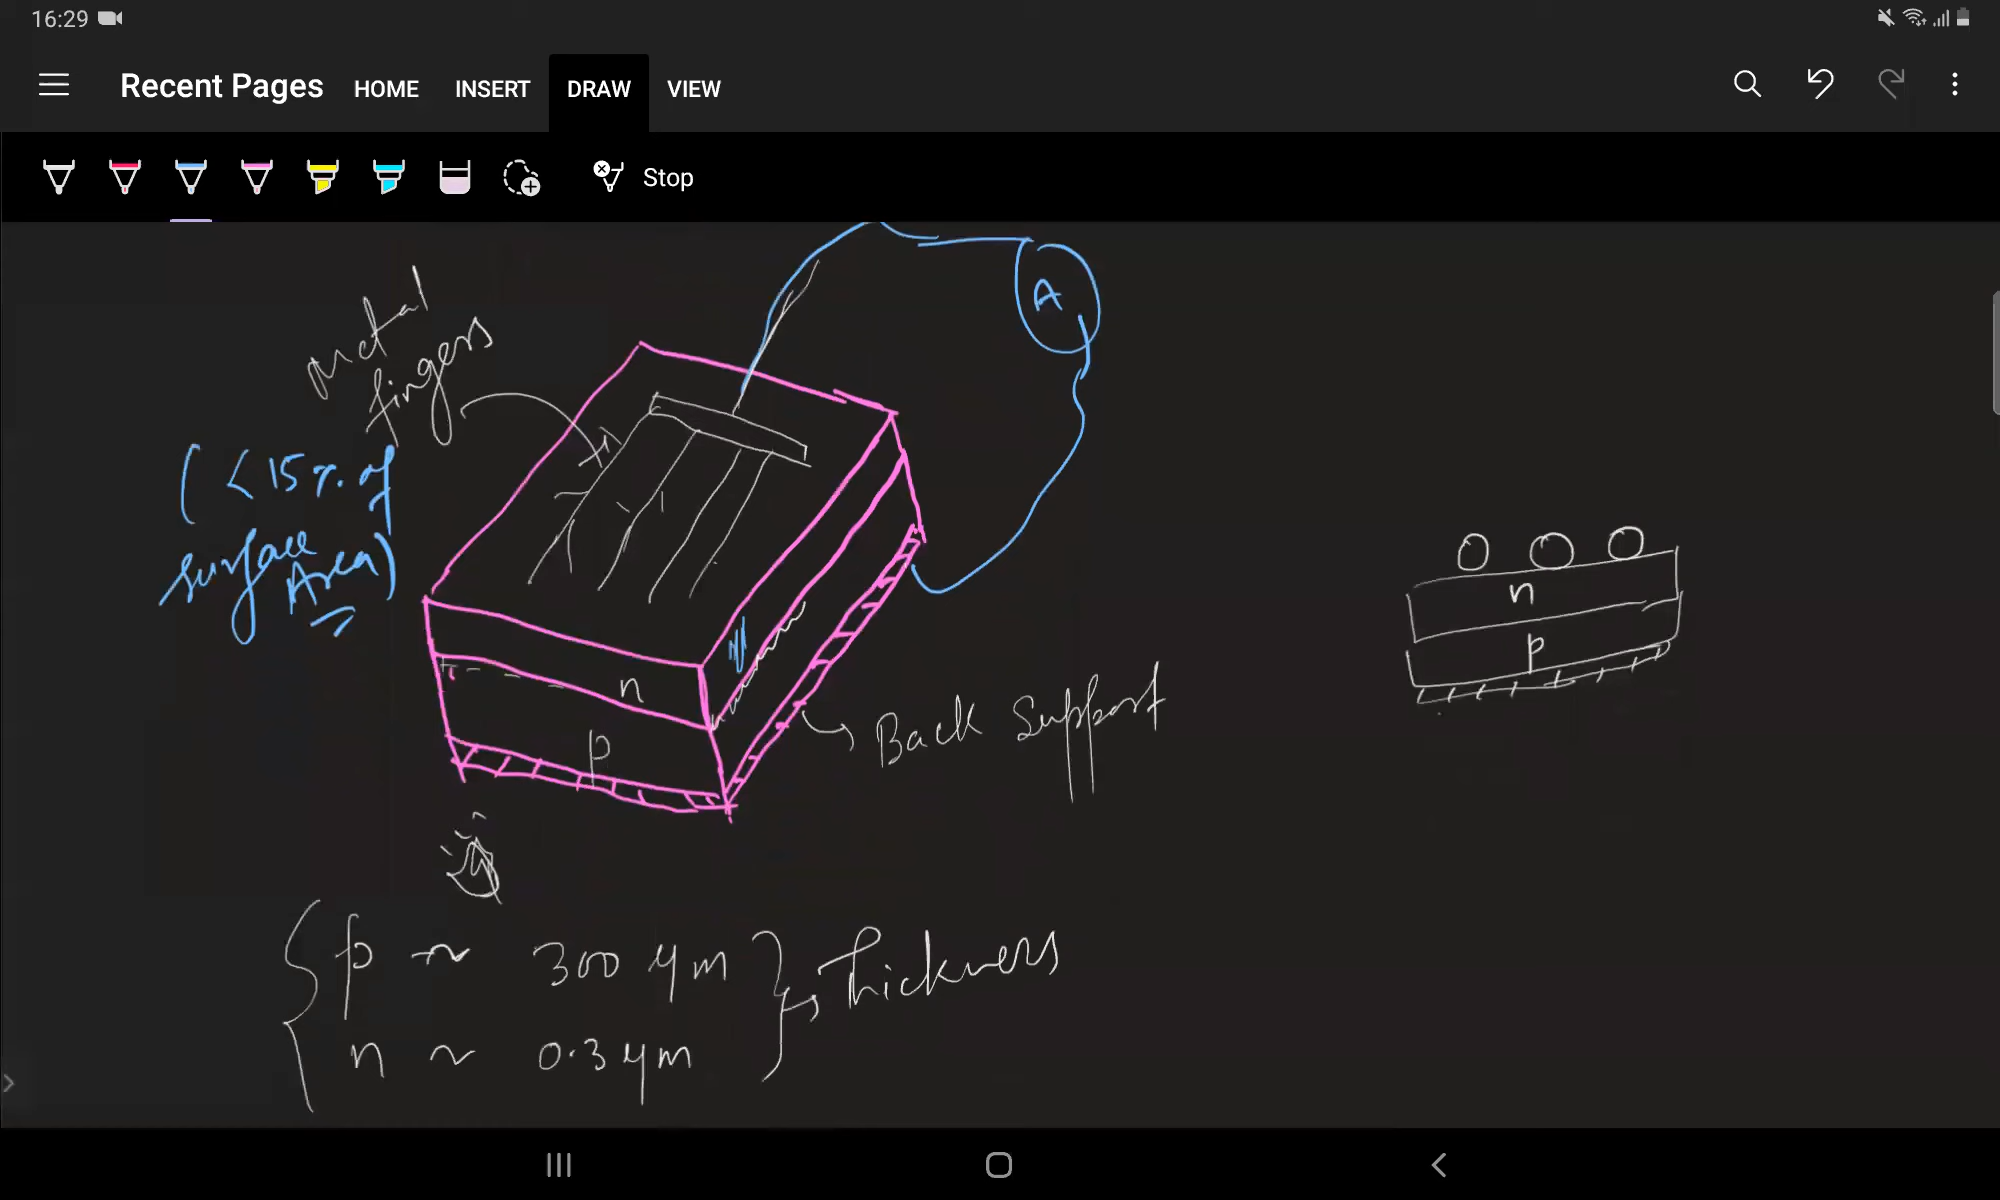 16:29
Recent Pages HOME INSERT DRAW VIEW
Stop
Metal
fingers
A
( < 15 % of
surface
Area)
n
p
Back Support
n
p
p ~ 300 μm
n ~ 0.3 μm
Thickness